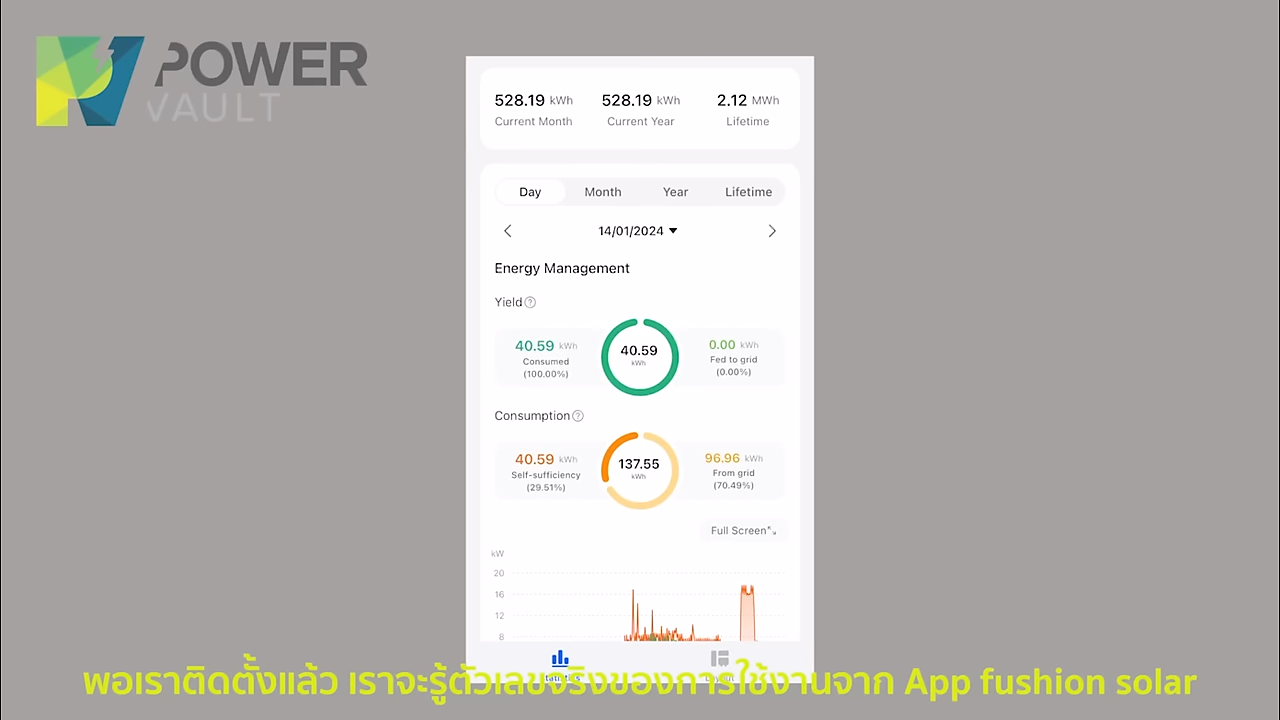 POWER
VAULT
528.19 kWh 528.19 kWh 2.12 MWh
Current Month Current Year Lifetime
Day Month Year Lifetime
14/01/2024
Energy Management
Yield ?
40.59 kWh 40.59 kWh 0.00 kWh
Consumed Fed to grid
(100.00%) (0.00%)
Consumption ?
40.59 kWh 137.55 kWh 96.96 kWh
Self-sufficiency From grid
(29.51%) (70.49%)
Full Screen
kW
20
16
12
8
Statistics Layout
พอเราติดตั้งแล้ว เราจะรู้ตัวเลขจริงของการใช้งานจาก App fushion solar